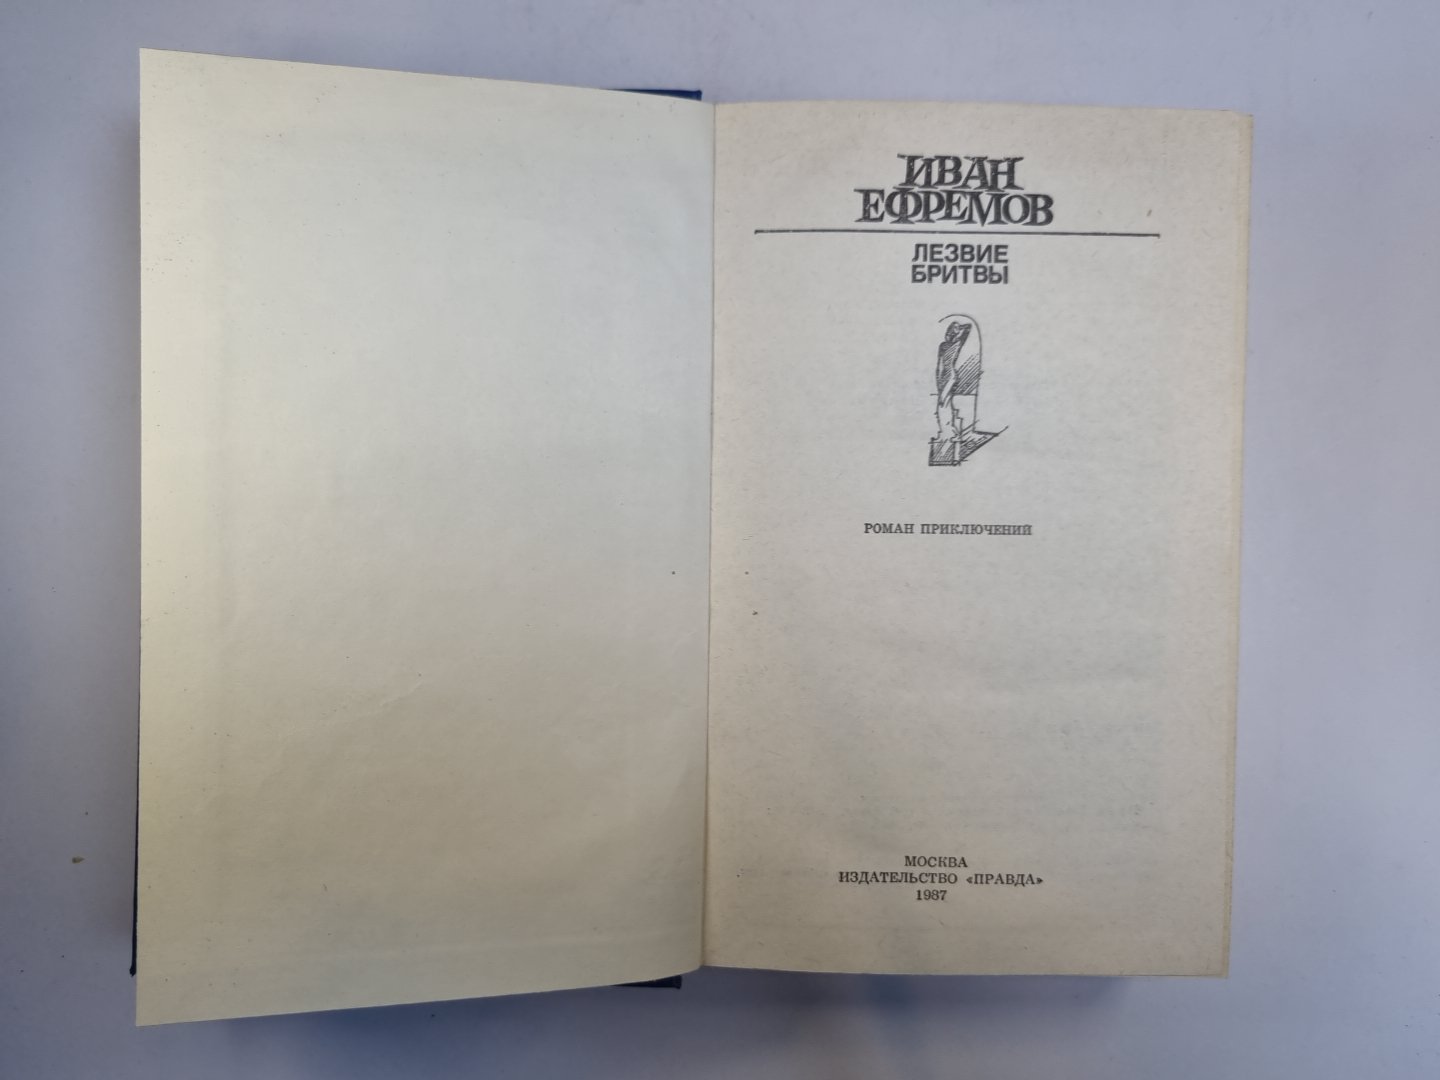 ИВАН
ЕФРЕМОВ
ЛЕЗВИЕ
БРИТВЫ
РОМАН ПРИКЛЮЧЕНИЙ
МОСКВА
ИЗДАТЕЛЬСТВО «ПРАВДА»
1987